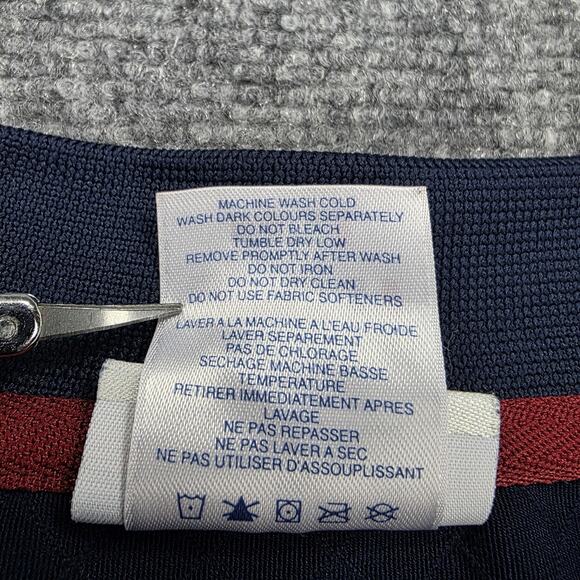 MACHINE WASH COLD
WASH DARK COLOURS SEPARATELY
DO NOT BLEACH
TUMBLE DRY LOW
REMOVE PROMPTLY AFTER WASH
DO NOT IRON
DO NOT DRY CLEAN
DO NOT USE FABRIC SOFTENERS
LAVER A LA MACHINE A L'EAU FROIDE
LAVER SEPAREMENT
PAS DE CHLORAGE
SECHAGE MACHINE BASSE
TEMPERATURE
RETIRER IMMEDIATEMENT APRES
LAVAGE
NE PAS REPASSER
NE PAS LAVER A SEC
NE PAS UTILISER D'ASSOUPLISSANT